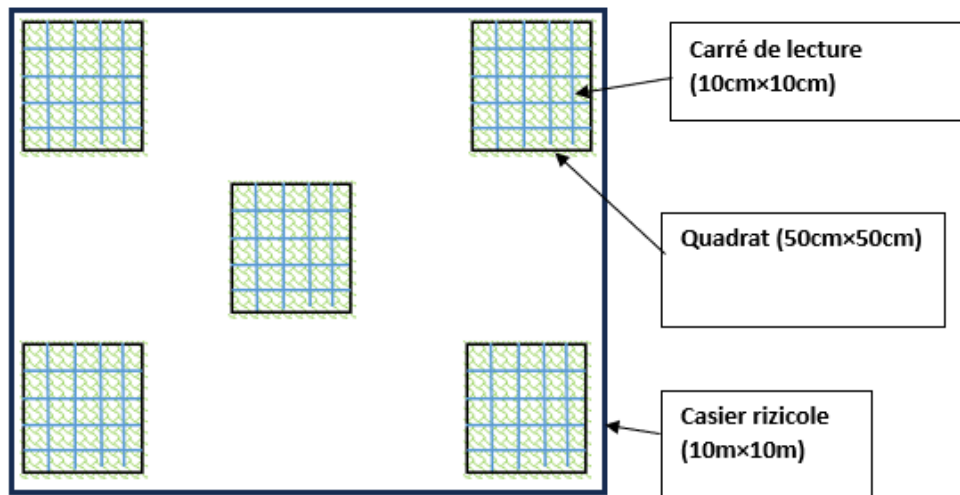 Carré de lecture
(10cm×10cm)
Quadrat (50cm×50cm)
Casier rizicole
(10m×10m)